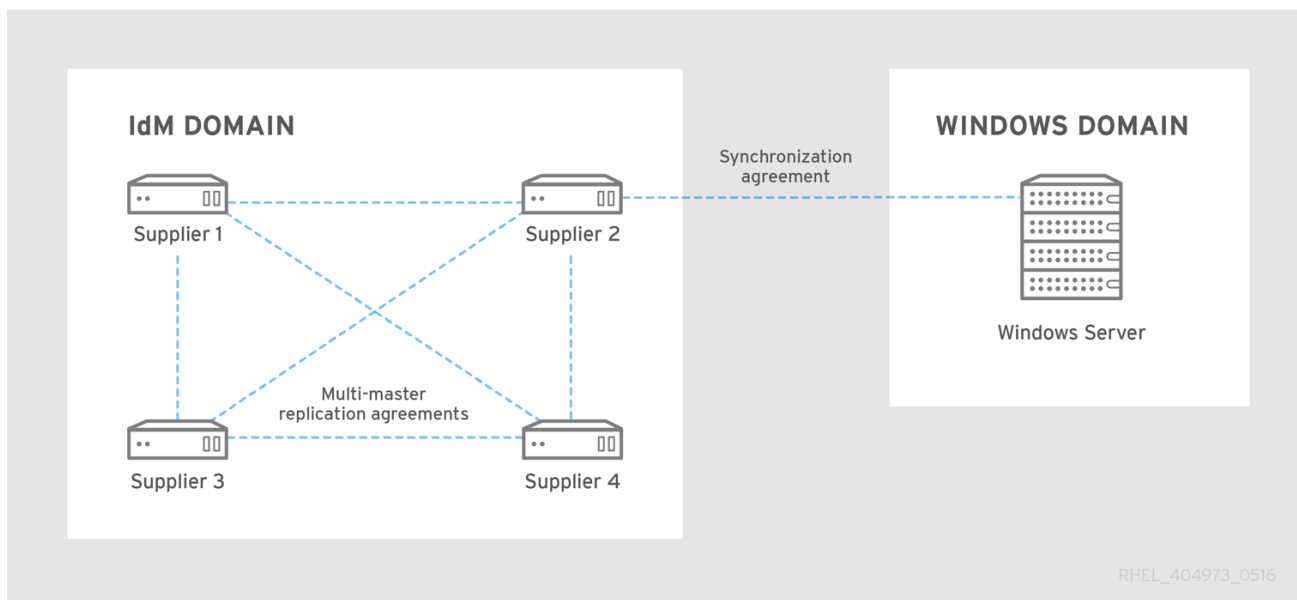 IdM DOMAIN
WINDOWS DOMAIN
Synchronization
agreement
Supplier 1
Supplier 2
Windows Server
Multi-master
replication agreements
Supplier 3
Supplier 4
RHEL_404973_0516